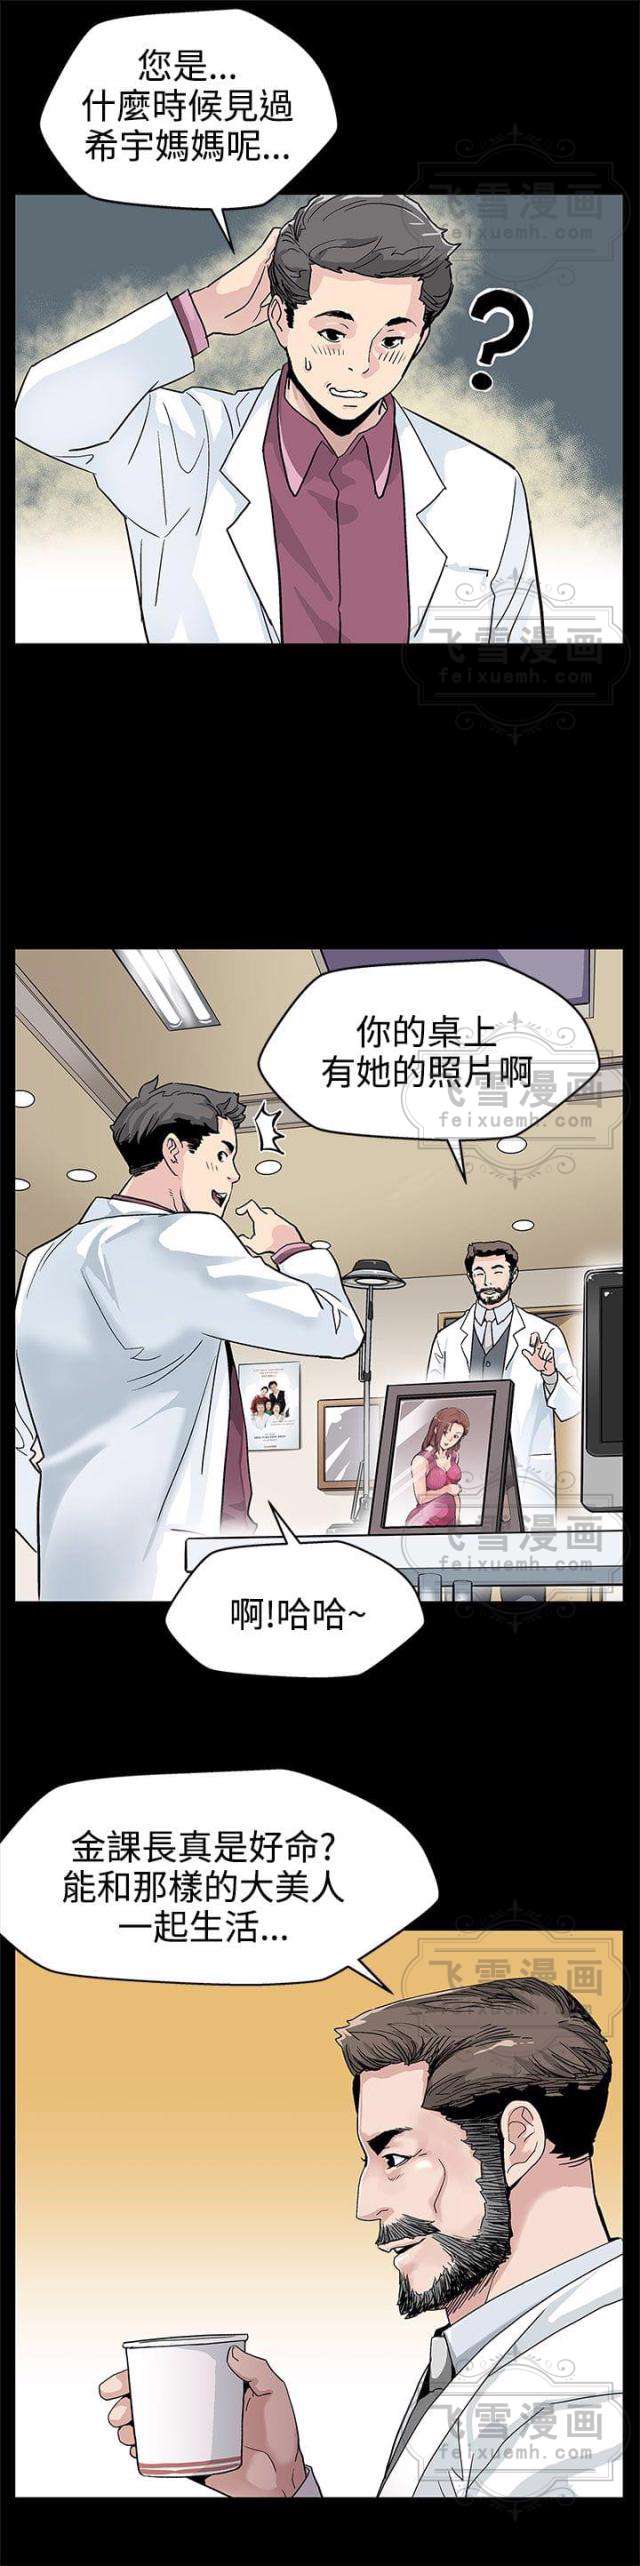 您是...
什麼時候見過
希宇媽媽呢...
飞雪漫画
feixuemh.com
?
飞雪漫画
feixuemh.com
你的桌上
有她的照片啊
飞雪漫画
feixuemh.com
飞雪漫画
feixuemh.com
啊!哈哈~
金課長真是好命?
能和那樣的大美人
一起生活...
飞雪漫画
feixuemh.com
飞雪漫画
feixuemh.com